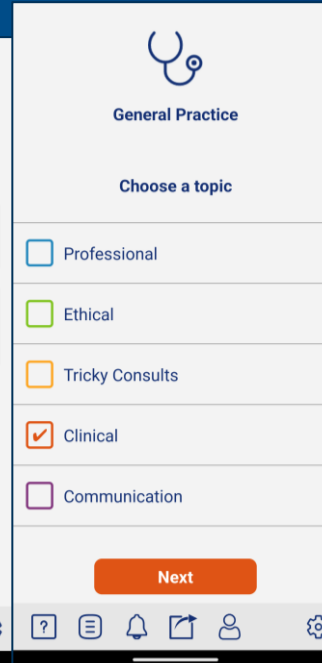 General Practice
Choose a topic
Professional
Ethical
Tricky Consults
Clinical
Communication
Next
?